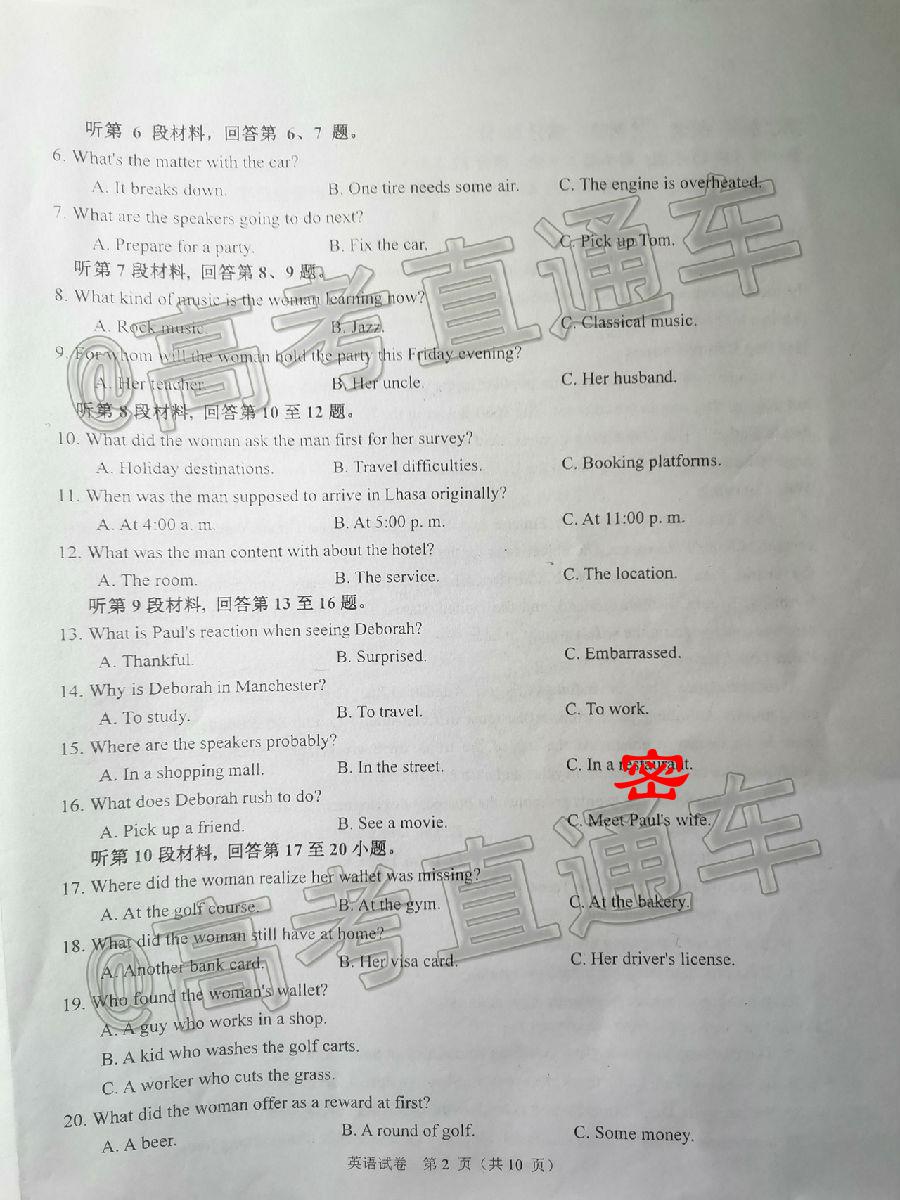 听第 6 段材料，回答第 6、7 题。
6. What's the matter with the car?
A. It breaks down. B. One tire needs some air. C. The engine is overheated.
7. What are the speakers going to do next?
A. Prepare for a party. B. Fix the car. C. Pick up Tom.
听第 7 段材料，回答第 8、9 题。
8. What kind of music is the woman learning now?
A. Rock music. B. Jazz. C. Classical music.
9. For whom will the woman hold the party this Friday evening?
A. Her teacher. B. Her uncle. C. Her husband.
听第 8 段材料，回答第 10 至 12 题。
10. What did the woman ask the man first for her survey?
A. Holiday destinations. B. Travel difficulties. C. Booking platforms.
11. When was the man supposed to arrive in Lhasa originally?
A. At 4:00 a. m. B. At 5:00 p. m. C. At 11:00 p. m.
12. What was the man content with about the hotel?
A. The room. B. The service. C. The location.
听第 9 段材料，回答第 13 至 16 题。
13. What is Paul's reaction when seeing Deborah?
A. Thankful. B. Surprised. C. Embarrassed.
14. Why is Deborah in Manchester?
A. To study. B. To travel. C. To work.
15. Where are the speakers probably?
A. In a shopping mall. B. In the street. C. In a restaurant.
密
16. What does Deborah rush to do?
A. Pick up a friend. B. See a movie. C. Meet Paul's wife.
听第 10 段材料，回答第 17 至 20 小题。
17. Where did the woman realize her wallet was missing?
A. At the golf course. B. At the gym. C. At the bakery.
18. What did the woman still have at home?
A. Another bank card. B. Her visa card. C. Her driver's license.
19. Who found the woman's wallet?
A. A guy who works in a shop.
B. A kid who washes the golf carts.
C. A worker who cuts the grass.
20. What did the woman offer as a reward at first?
A. A beer. B. A round of golf. C. Some money.
英语试卷 第 2 页（共 10 页）
@高考直通车
@高考直通车